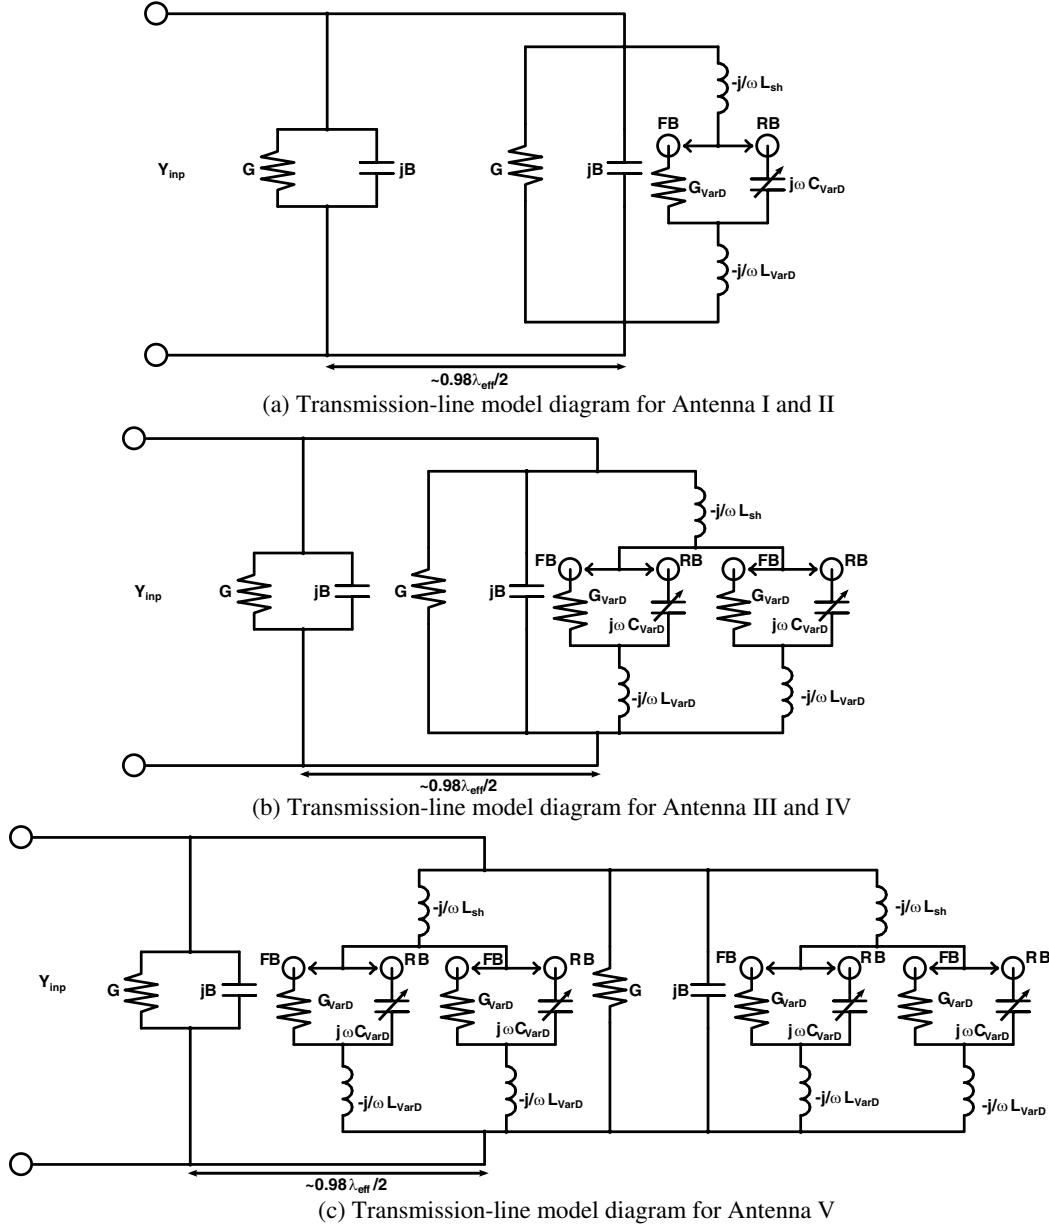 -j/ω L_sh
FB RB
Y_inp G jB G jB G_VarD jω C_VarD
-j/ω L_VarD
~0.98λ_eff/2
(a) Transmission-line model diagram for Antenna I and II
-j/ω L_sh
FB RB FB RB
Y_inp G jB G jB G_VarD G_VarD
jω C_VarD jω C_VarD
-j/ω L_VarD -j/ω L_VarD
~0.98λ_eff/2
(b) Transmission-line model diagram for Antenna III and IV
-j/ω L_sh -j/ω L_sh
FB RB FB RB FB RB FB RB
Y_inp G jB G_VarD G_VarD G jB G_VarD G_VarD
jωC_VarD jωC_VarD jωC_VarD jωC_VarD
-j/ω L_VarD -j/ω L_VarD -j/ω L_VarD -j/ω L_VarD
~0.98λ_eff/2
(c) Transmission-line model diagram for Antenna V